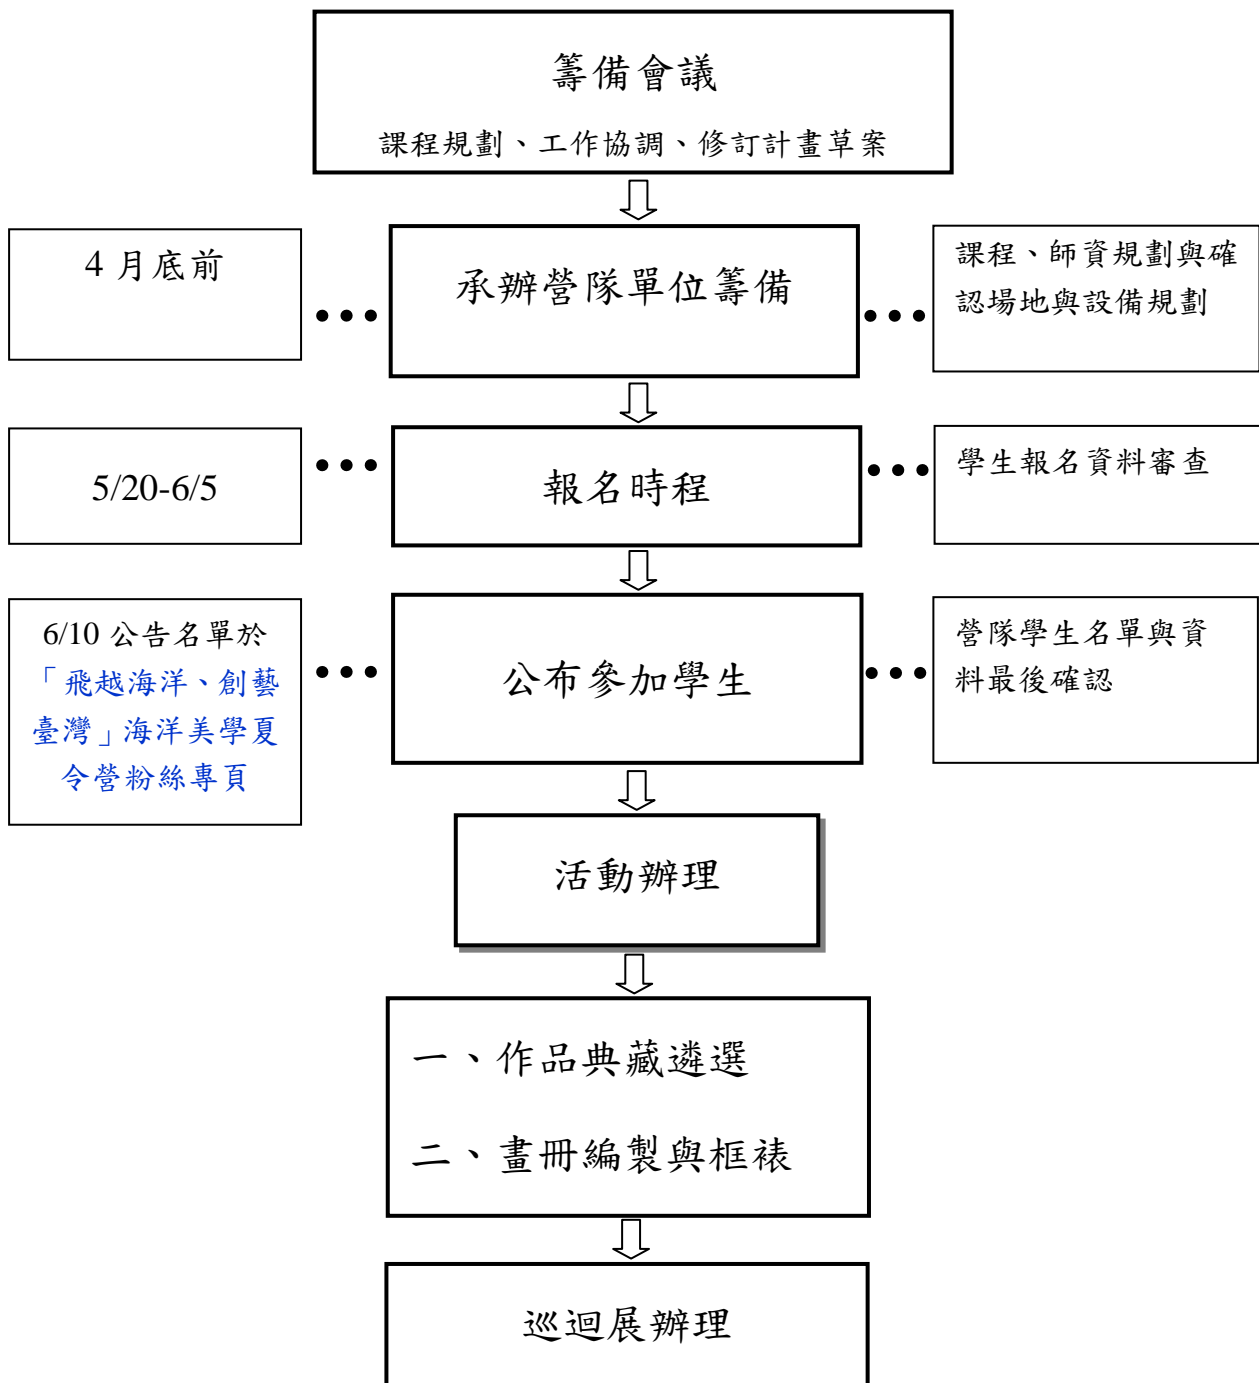 籌備會議
課程規劃、工作協調、修訂計畫草案
4 月底前
承辦營隊單位籌備
課程、師資規劃與確
認場地與設備規劃
5/20-6/5
報名時程
學生報名資料審查
6/10 公告名單於
「飛越海洋、創藝
臺灣」海洋美學夏
令營粉絲專頁
公布參加學生
營隊學生名單與資
料最後確認
活動辦理
一、作品典藏遴選
二、畫冊編製與框裱
巡迴展辦理